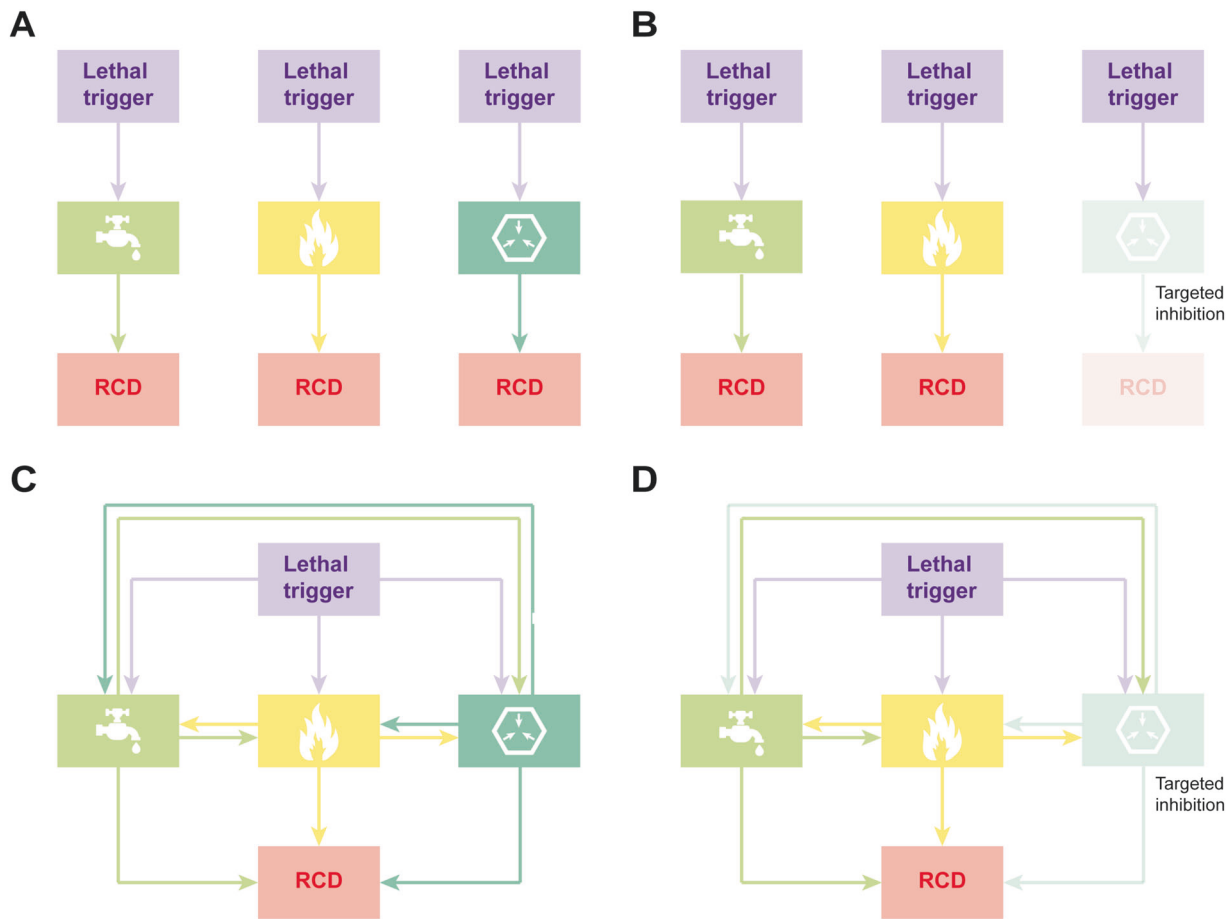 A
Lethal
trigger
Lethal
trigger
Lethal
trigger
RCD
RCD
RCD
B
Lethal
trigger
Lethal
trigger
Lethal
trigger
Targeted
inhibition
RCD
RCD
RCD
C
Lethal
trigger
RCD
D
Lethal
trigger
Targeted
inhibition
RCD